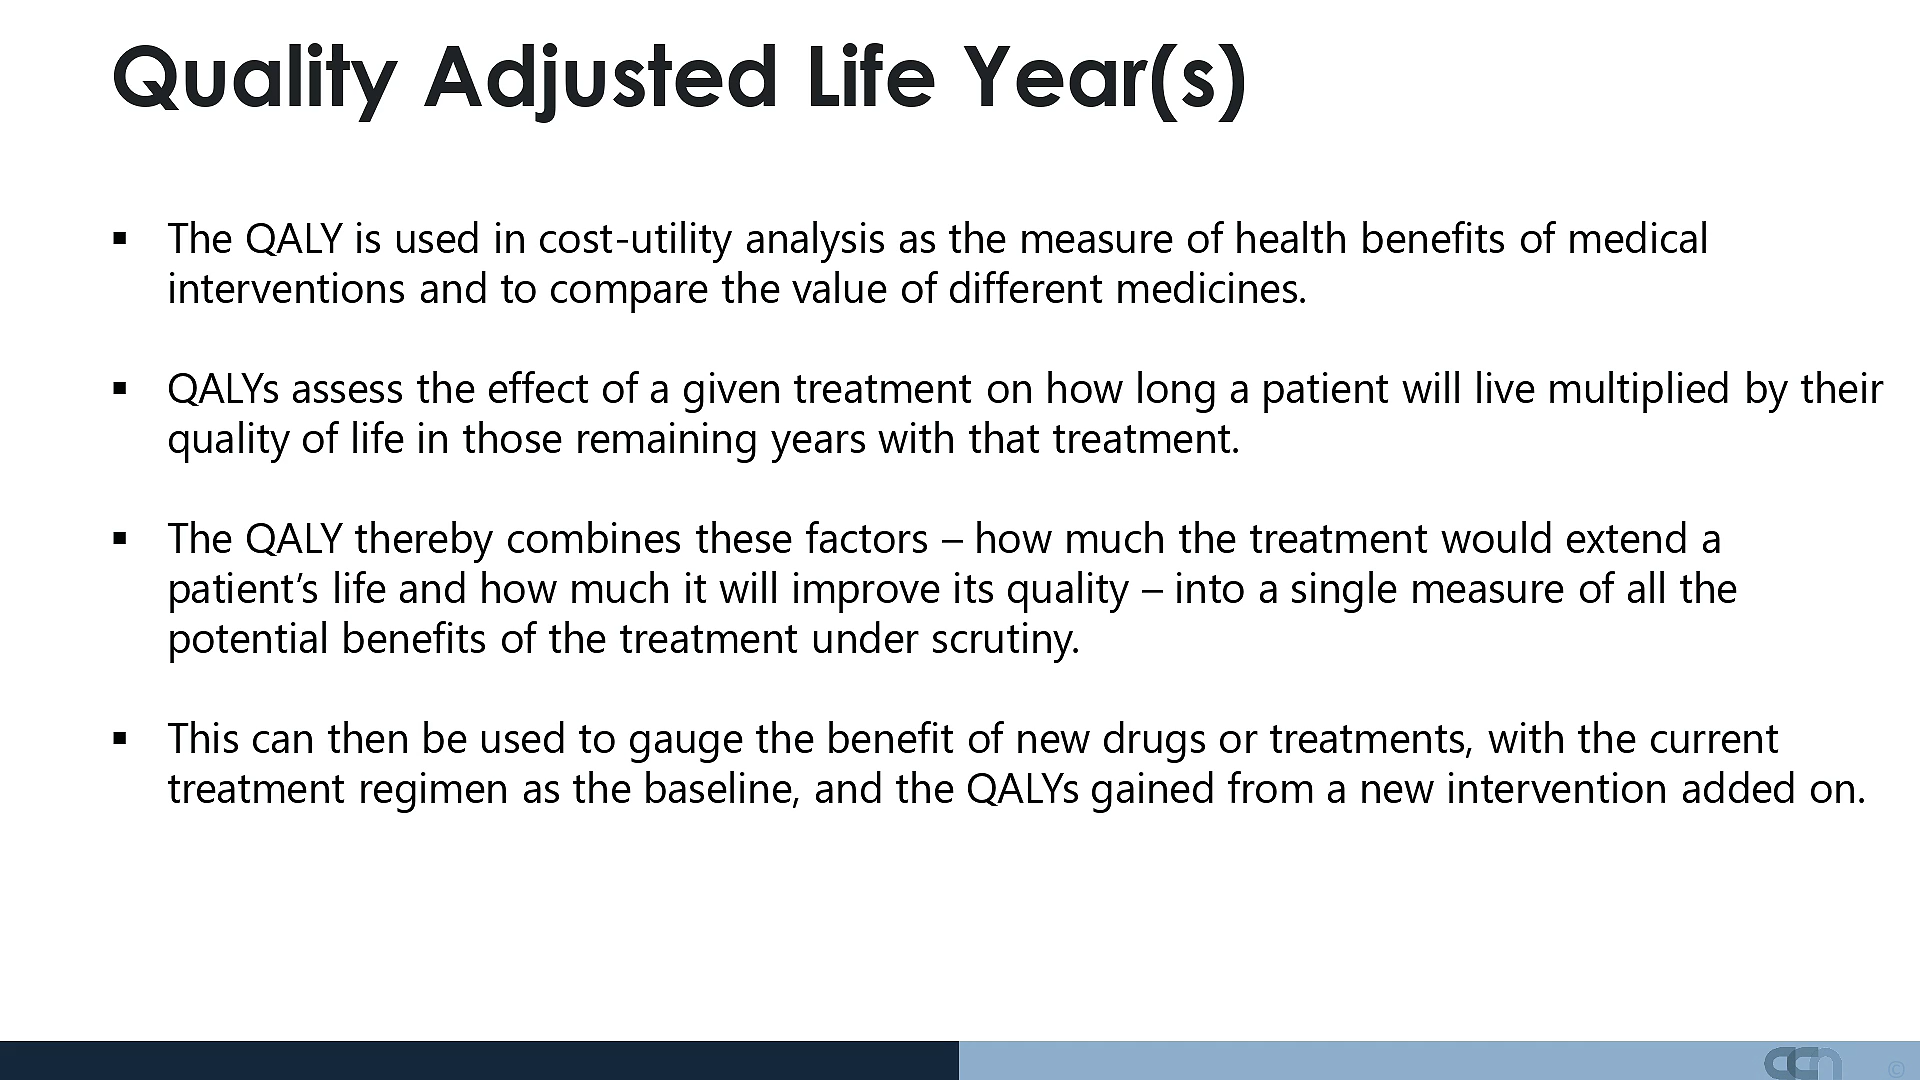 Quality Adjusted Life Year(s)
▪ The QALY is used in cost-utility analysis as the measure of health benefits of medical
interventions and to compare the value of different medicines.
▪ QALYs assess the effect of a given treatment on how long a patient will live multiplied by their
quality of life in those remaining years with that treatment.
▪ The QALY thereby combines these factors – how much the treatment would extend a
patient’s life and how much it will improve its quality – into a single measure of all the
potential benefits of the treatment under scrutiny.
▪ This can then be used to gauge the benefit of new drugs or treatments, with the current
treatment regimen as the baseline, and the QALYs gained from a new intervention added on.
©